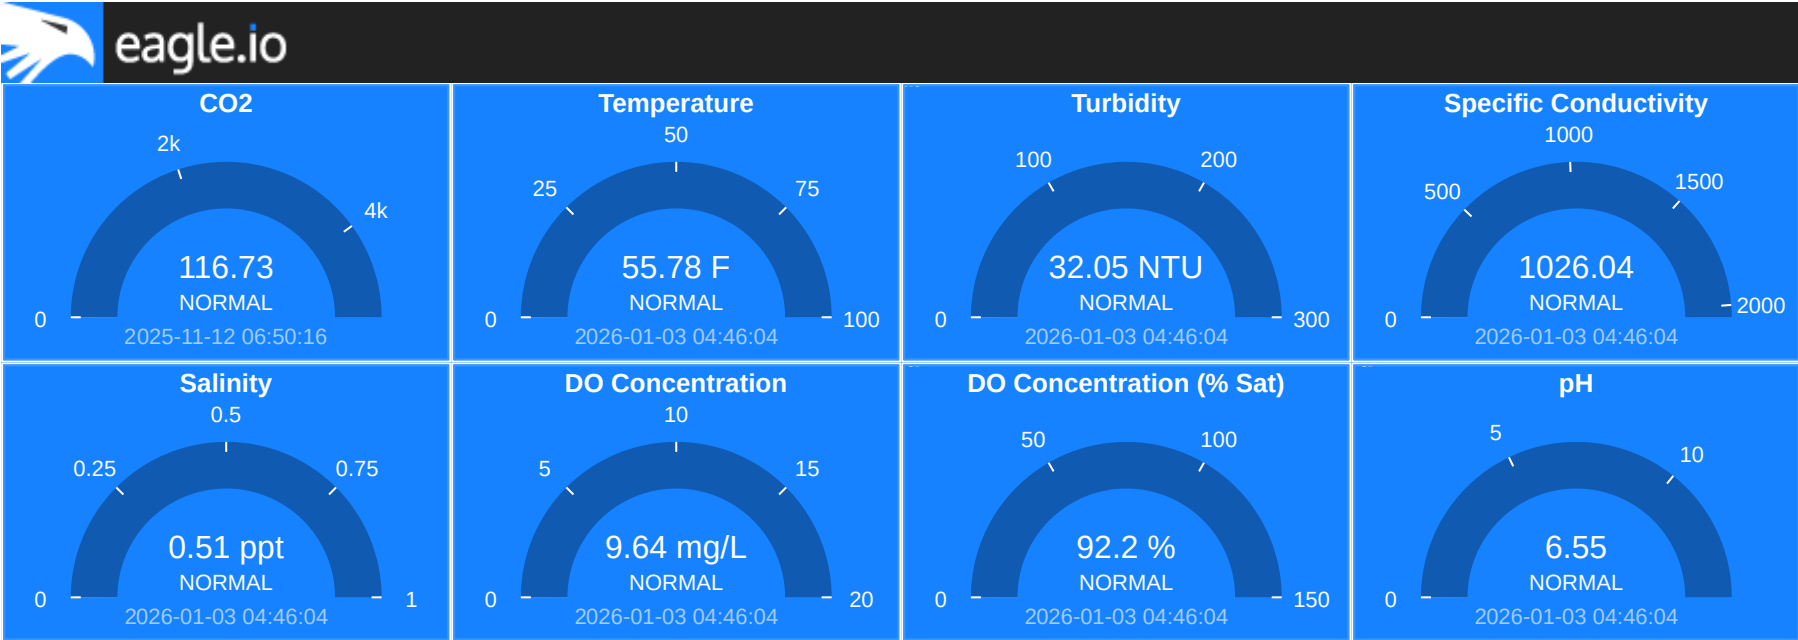 eagle.io
CO2
2k
4k
116.73
NORMAL
0
2025-11-12 06:50:16
Temperature
50
25
75
55.78 F
NORMAL
0
100
2026-01-03 04:46:04
Turbidity
100
200
32.05 NTU
NORMAL
0
300
2026-01-03 04:46:04
Specific Conductivity
1000
500
1500
1026.04
NORMAL
0
2000
2026-01-03 04:46:04
Salinity
0.5
0.25
0.75
0.51 ppt
NORMAL
0
1
2026-01-03 04:46:04
DO Concentration
10
5
15
9.64 mg/L
NORMAL
0
20
2026-01-03 04:46:04
DO Concentration (% Sat)
50
100
92.2 %
NORMAL
0
150
2026-01-03 04:46:04
pH
5
10
6.55
NORMAL
0
2026-01-03 04:46:04